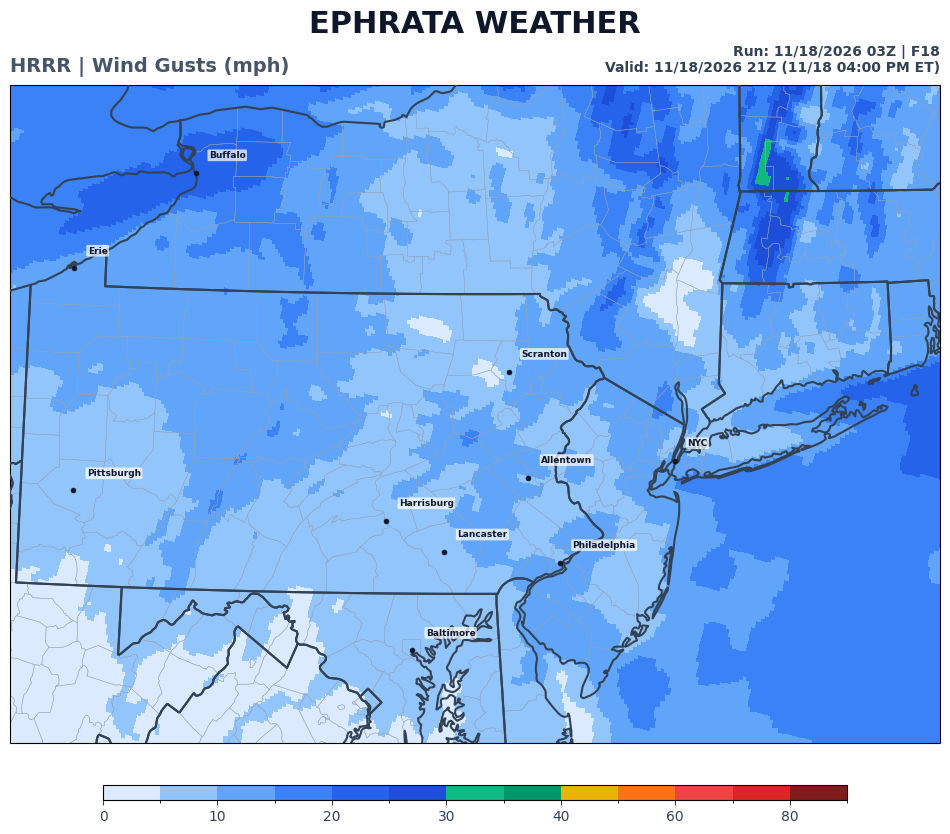 EPHRATA WEATHER
HRRR | Wind Gusts (mph)
Run: 11/18/2026 03Z | F18
Valid: 11/18/2026 21Z (11/18 04:00 PM ET)
Buffalo
Erie
Scranton
NYC
Allentown
Pittsburgh
Harrisburg
Lancaster
Philadelphia
Baltimore
0 10 20 30 40 60 80